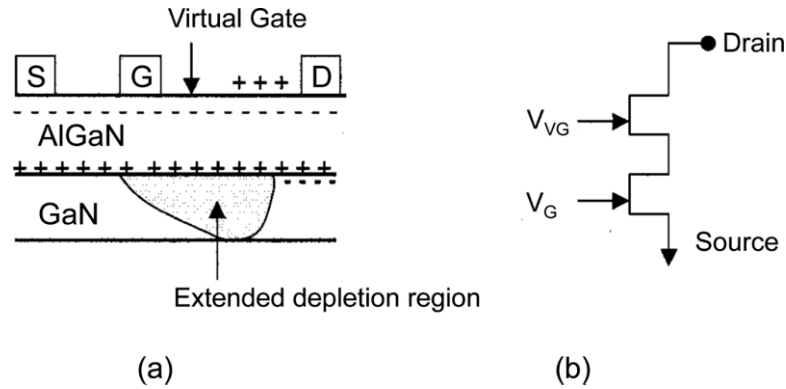 Virtual Gate
S G +++ D
- - - - - - - - - - - - - - - - - - - -
AlGaN
+ + + + + + + + + + + + + + +
- - - -
GaN
Extended depletion region
(a)
Drain
V_VG
V_G
Source
(b)